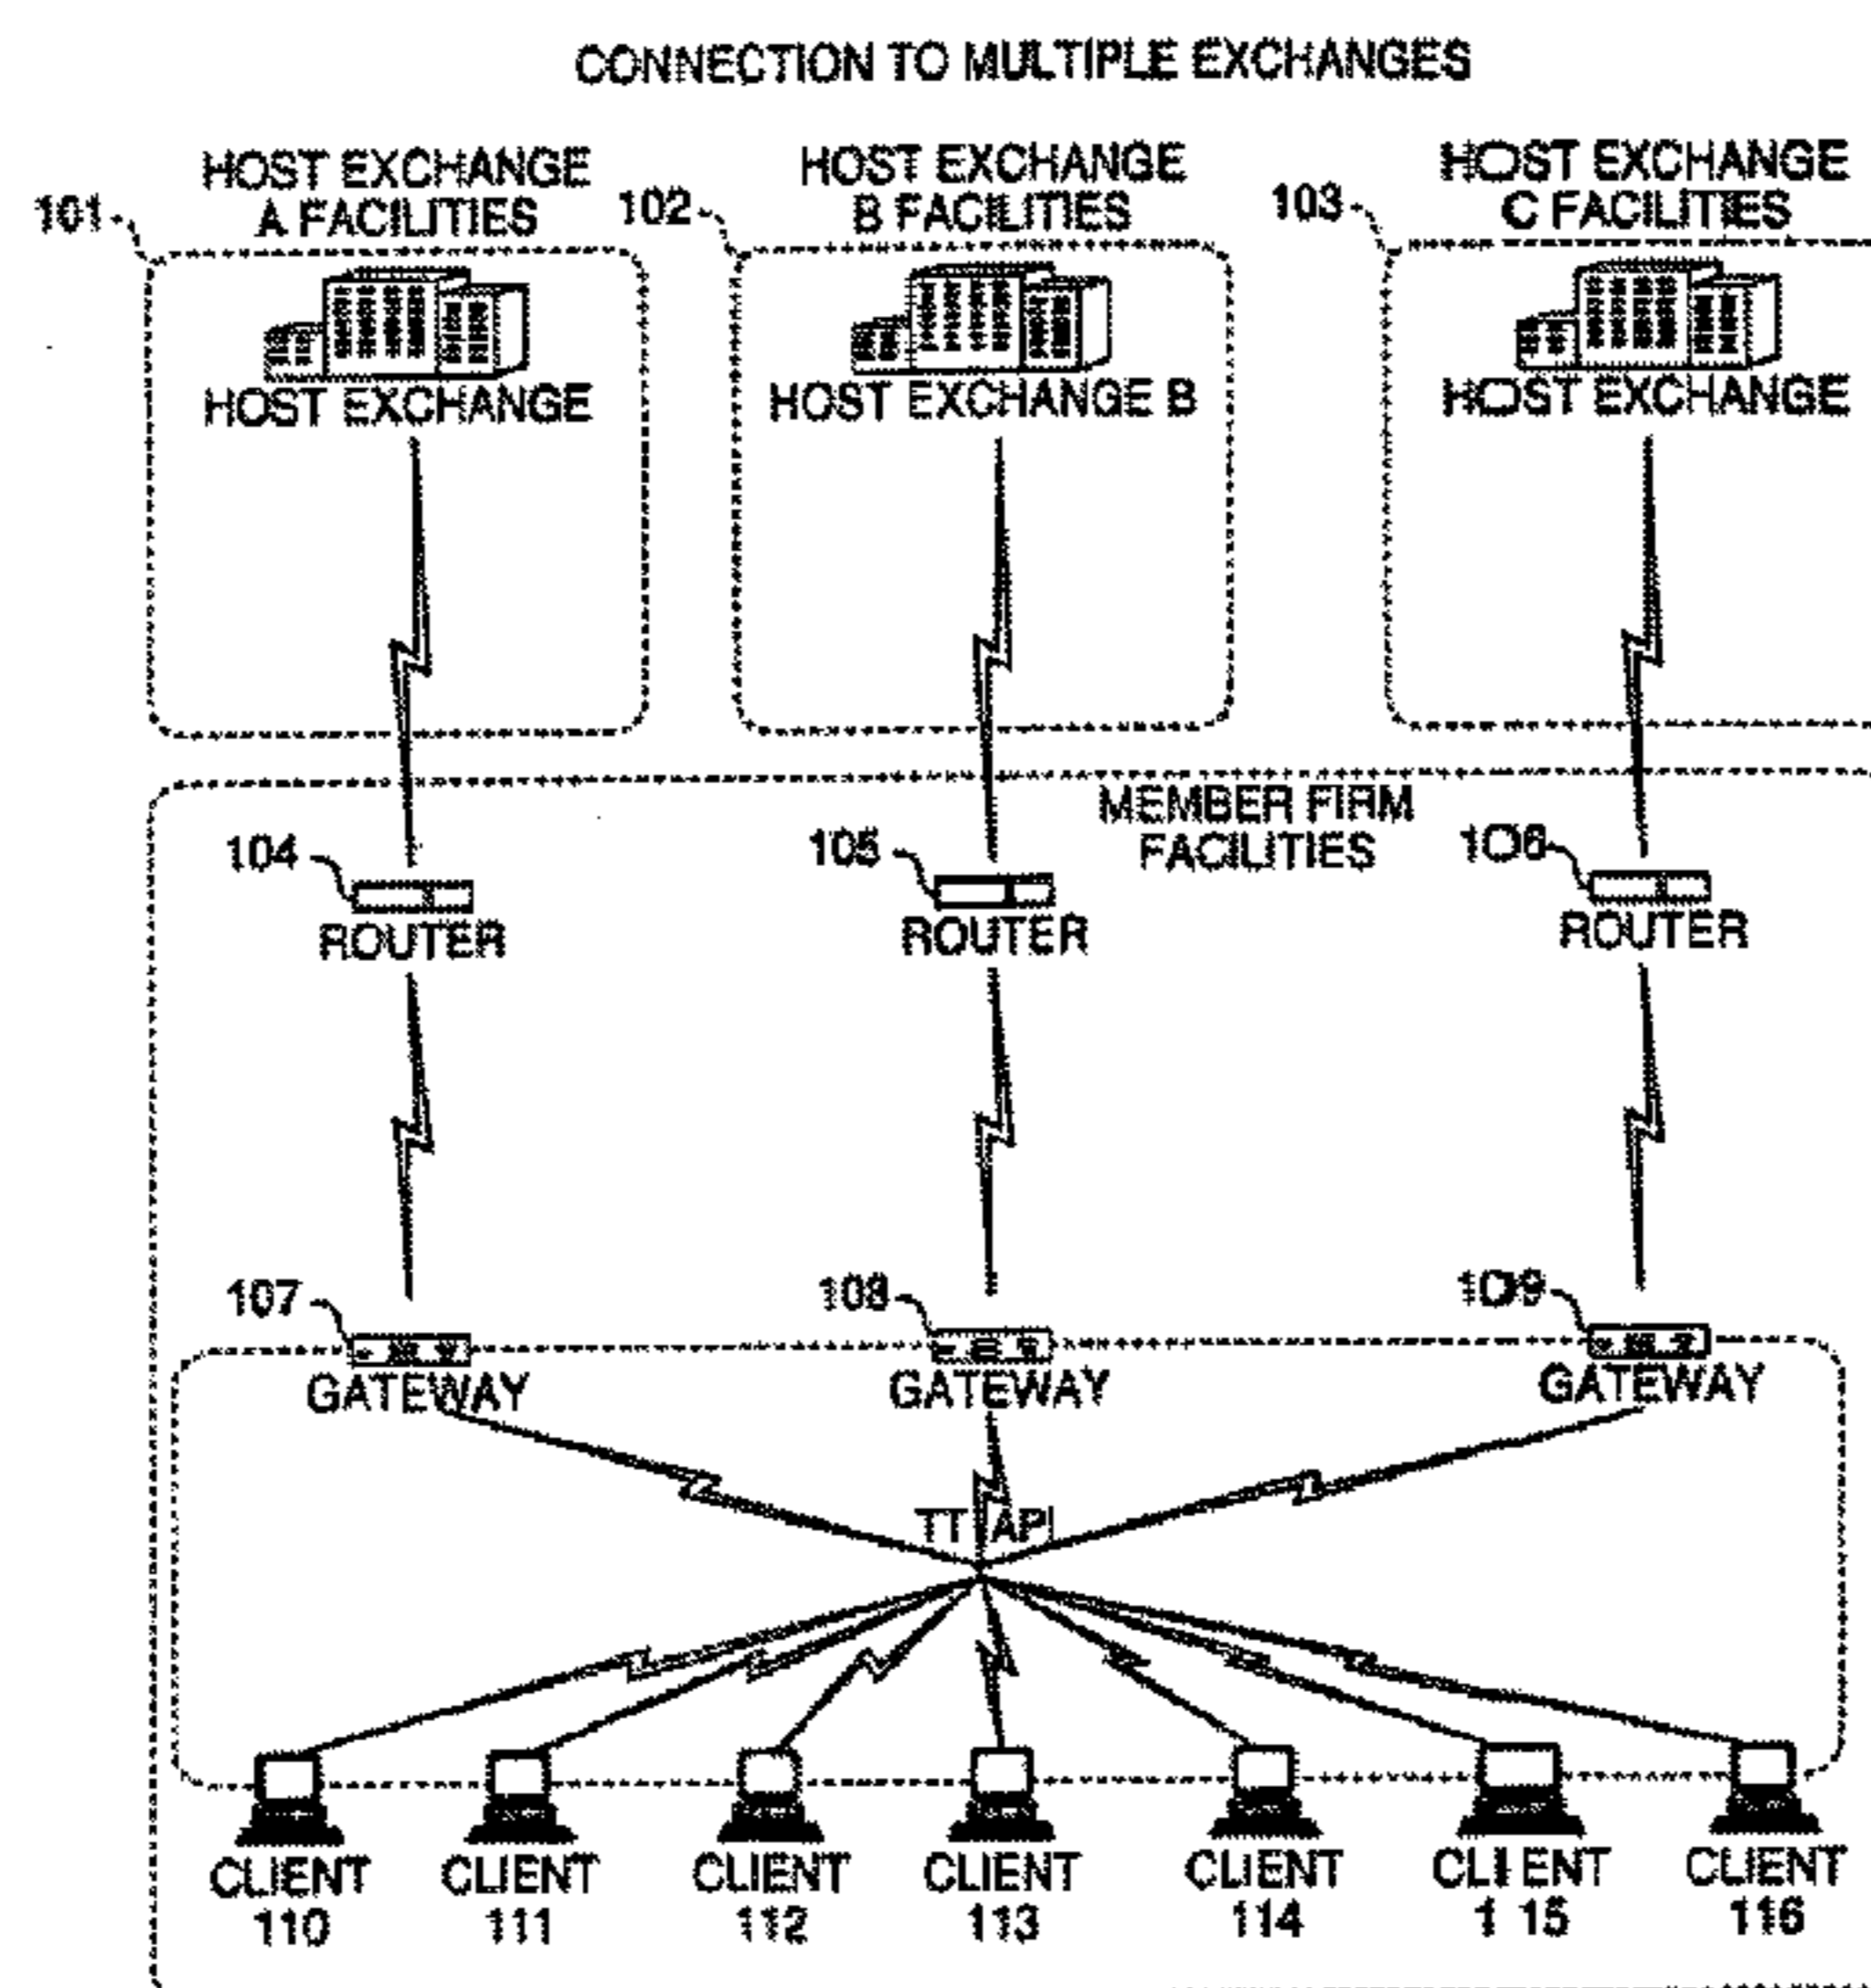 CONNECTION TO MULTIPLE EXCHANGES
HOST EXCHANGE
A FACILITIES
HOST EXCHANGE
B FACILITIES
HOST EXCHANGE
C FACILITIES
101
102
103
HOST EXCHANGE
HOST EXCHANGE B
HOST EXCHANGE
MEMBER FIRM
FACILITIES
104
105
106
ROUTER
ROUTER
ROUTER
107
108
109
GATEWAY
GATEWAY
GATEWAY
TT API
CLIENT
110
CLIENT
111
CLIENT
112
CLIENT
113
CLIENT
114
CLIENT
115
CLIENT
116